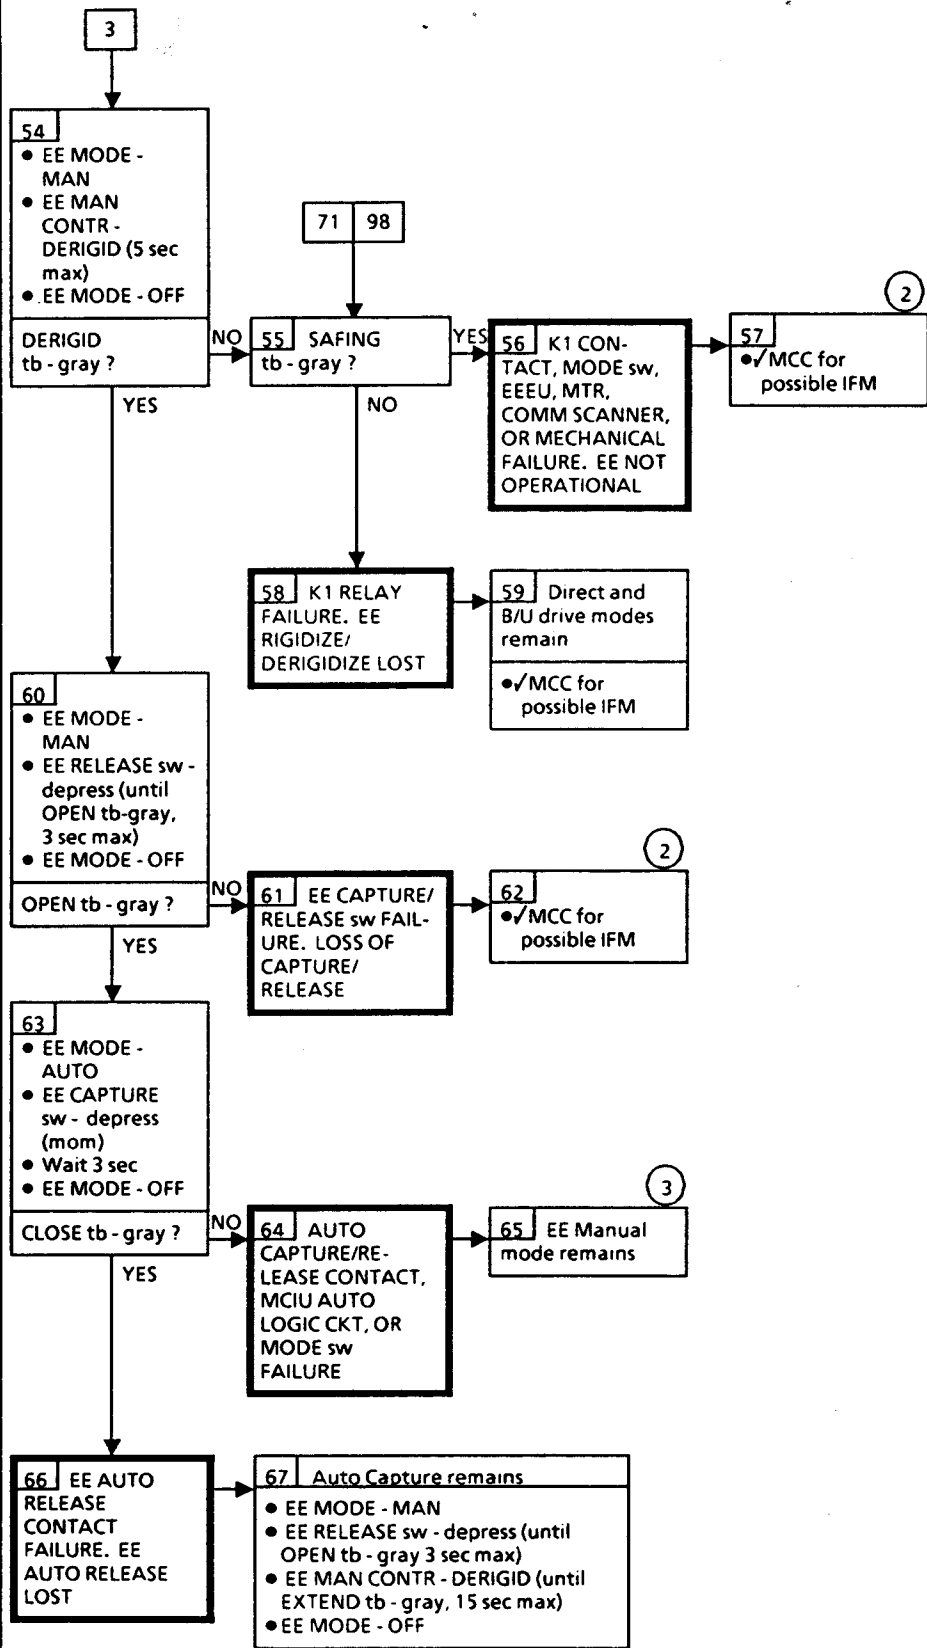 3
54
● EE MODE -
MAN
● EE MAN
CONTR -
DERIGID (5 sec
max)
● EE MODE - OFF
DERIGID
tb - gray ?
NO
YES
71 98
55 SAFING
tb - gray ?
YES
NO
56 K1 CON-
TACT, MODE sw,
EEEU, MTR,
COMM SCANNER,
OR MECHANICAL
FAILURE. EE NOT
OPERATIONAL
2
57
●✓MCC for
possible IFM
58 K1 RELAY
FAILURE. EE
RIGIDIZE/
DERIGIDIZE LOST
59 Direct and
B/U drive modes
remain
●✓MCC for
possible IFM
60
● EE MODE -
MAN
● EE RELEASE sw -
depress (until
OPEN tb-gray,
3 sec max)
● EE MODE - OFF
OPEN tb - gray ?
NO
YES
61 EE CAPTURE/
RELEASE sw FAIL-
URE. LOSS OF
CAPTURE/
RELEASE
2
62
●✓MCC for
possible IFM
63
● EE MODE -
AUTO
● EE CAPTURE
sw - depress
(mom)
● Wait 3 sec
● EE MODE - OFF
CLOSE tb - gray ?
NO
YES
64 AUTO
CAPTURE/RE-
LEASE CONTACT,
MCIU AUTO
LOGIC CKT, OR
MODE sw
FAILURE
3
65 EE Manual
mode remains
66 EE AUTO
RELEASE
CONTACT
FAILURE. EE
AUTO RELEASE
LOST
67 Auto Capture remains
● EE MODE - MAN
● EE RELEASE sw - depress (until
OPEN tb - gray 3 sec max)
● EE MAN CONTR - DERIGID (until
EXTEND tb - gray, 15 sec max)
● EE MODE - OFF